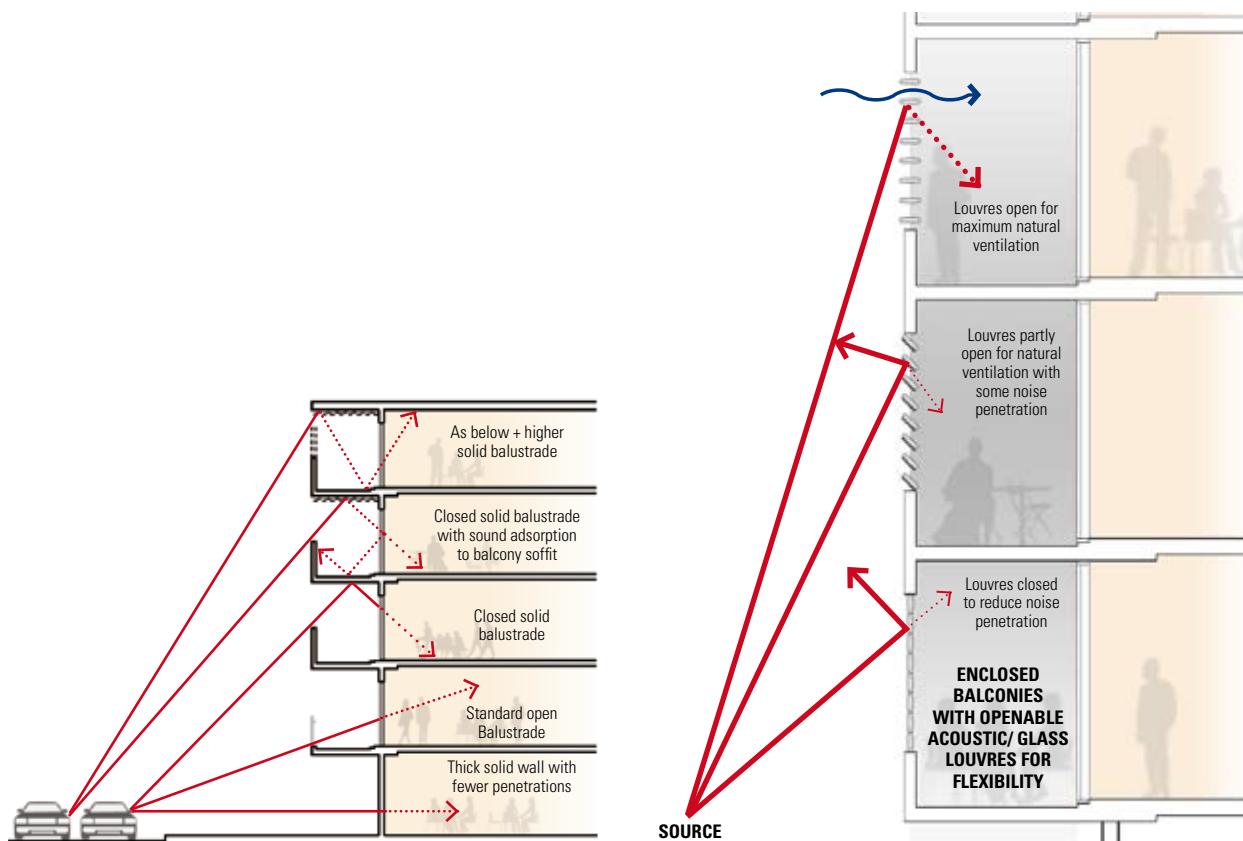 As below + higher
solid balustrade
Closed solid balustrade
with sound adsorption
to balcony soffit
Closed solid
balustrade
Standard open
Balustrade
Thick solid wall with
fewer penetrations
Louvres open for
maximum natural
ventilation
Louvres partly
open for natural
ventilation with
some noise
penetration
Louvres closed
to reduce noise
penetration
ENCLOSED
BALCONIES
WITH OPENABLE
ACOUSTIC/ GLASS
LOUVRES FOR
FLEXIBILITY
SOURCE